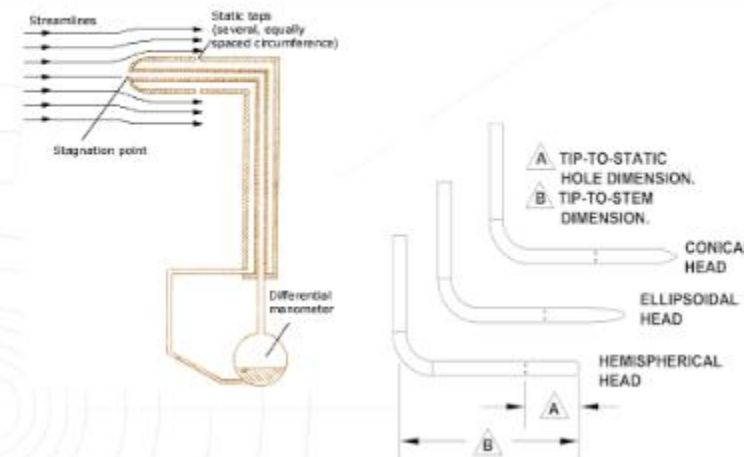 Streamlines
Static taps
(several, equally
spaced circumference)
Stagnation point
Differential
manometer
A TIP-TO-STATIC
HOLE DIMENSION.
B TIP-TO-STEM
DIMENSION.
CONICA
HEAD
ELLIPSOIDAL
HEAD
HEMISPHERICAL
HEAD
A
B